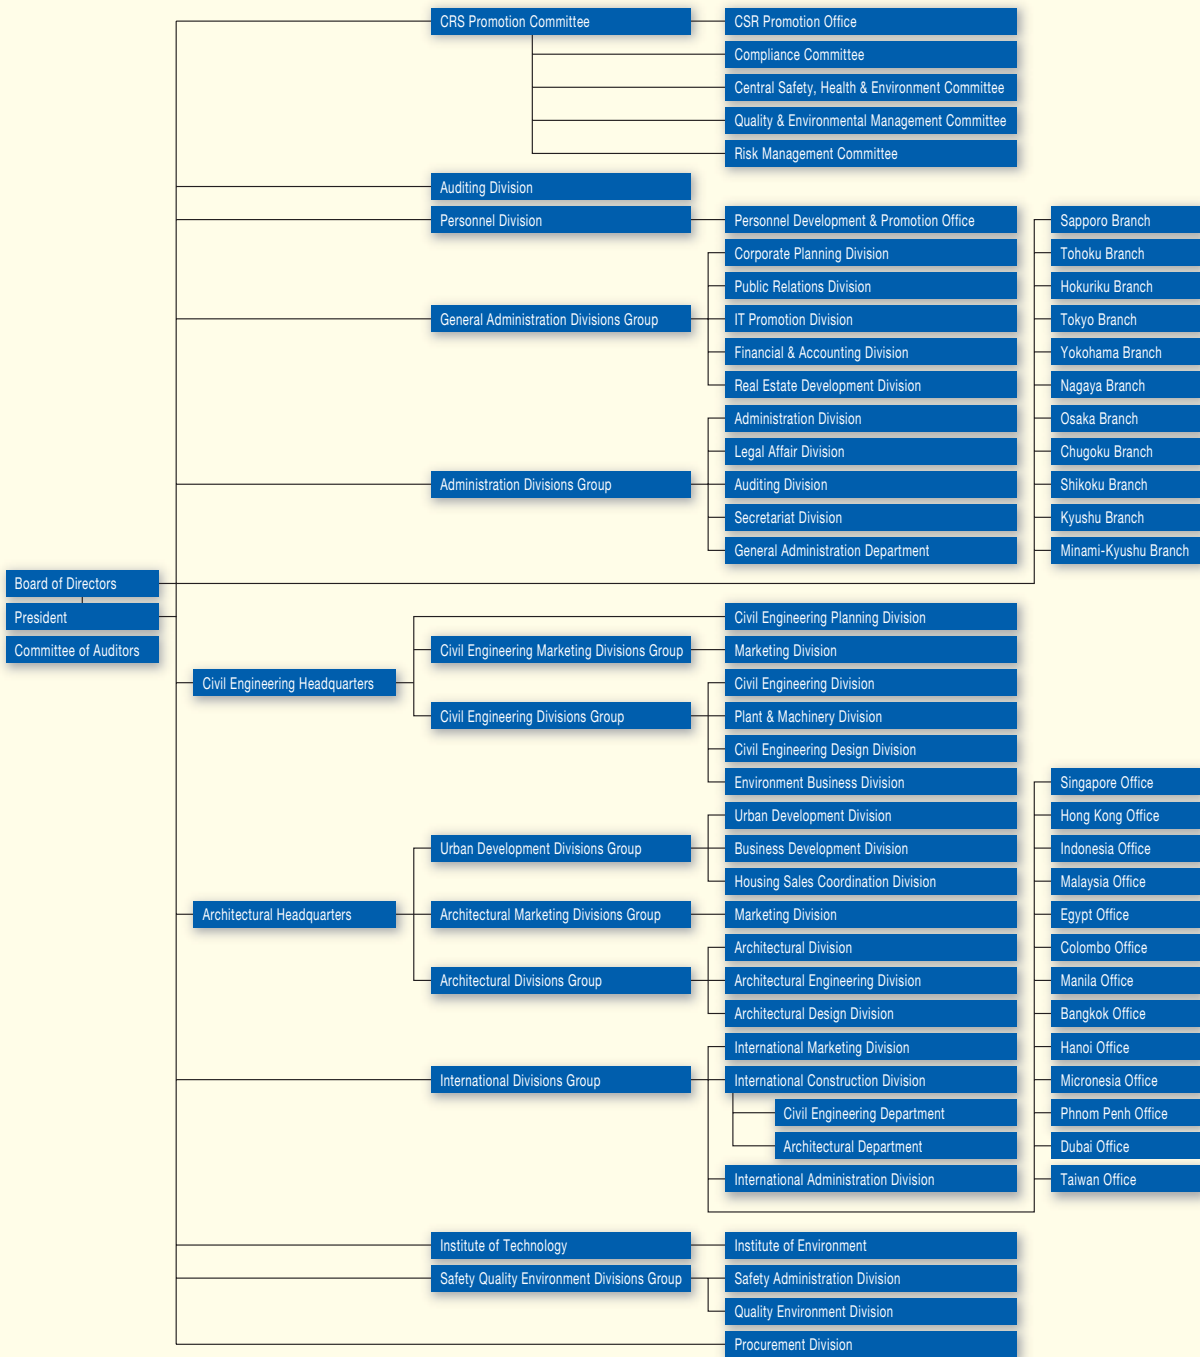 CRS Promotion Committee
CSR Promotion Office
Compliance Committee
Central Safety, Health & Environment Committee
Quality & Environmental Management Committee
Risk Management Committee
Auditing Division
Personnel Division
Personnel Development & Promotion Office
General Administration Divisions Group
Corporate Planning Division
Public Relations Division
IT Promotion Division
Financial & Accounting Division
Real Estate Development Division
Administration Divisions Group
Administration Division
Legal Affair Division
Auditing Division
Secretariat Division
General Administration Department
Sapporo Branch
Tohoku Branch
Hokuriku Branch
Tokyo Branch
Yokohama Branch
Nagaya Branch
Osaka Branch
Chugoku Branch
Shikoku Branch
Kyushu Branch
Minami-Kyushu Branch
Board of Directors
President
Committee of Auditors
Civil Engineering Headquarters
Civil Engineering Planning Division
Civil Engineering Marketing Divisions Group
Marketing Division
Civil Engineering Divisions Group
Civil Engineering Division
Plant & Machinery Division
Civil Engineering Design Division
Environment Business Division
Architectural Headquarters
Urban Development Divisions Group
Urban Development Division
Business Development Division
Housing Sales Coordination Division
Architectural Marketing Divisions Group
Marketing Division
Architectural Divisions Group
Architectural Division
Architectural Engineering Division
Architectural Design Division
International Divisions Group
International Marketing Division
International Construction Division
Civil Engineering Department
Architectural Department
International Administration Division
Singapore Office
Hong Kong Office
Indonesia Office
Malaysia Office
Egypt Office
Colombo Office
Manila Office
Bangkok Office
Hanoi Office
Micronesia Office
Phnom Penh Office
Dubai Office
Taiwan Office
Institute of Technology
Institute of Environment
Safety Quality Environment Divisions Group
Safety Administration Division
Quality Environment Division
Procurement Division